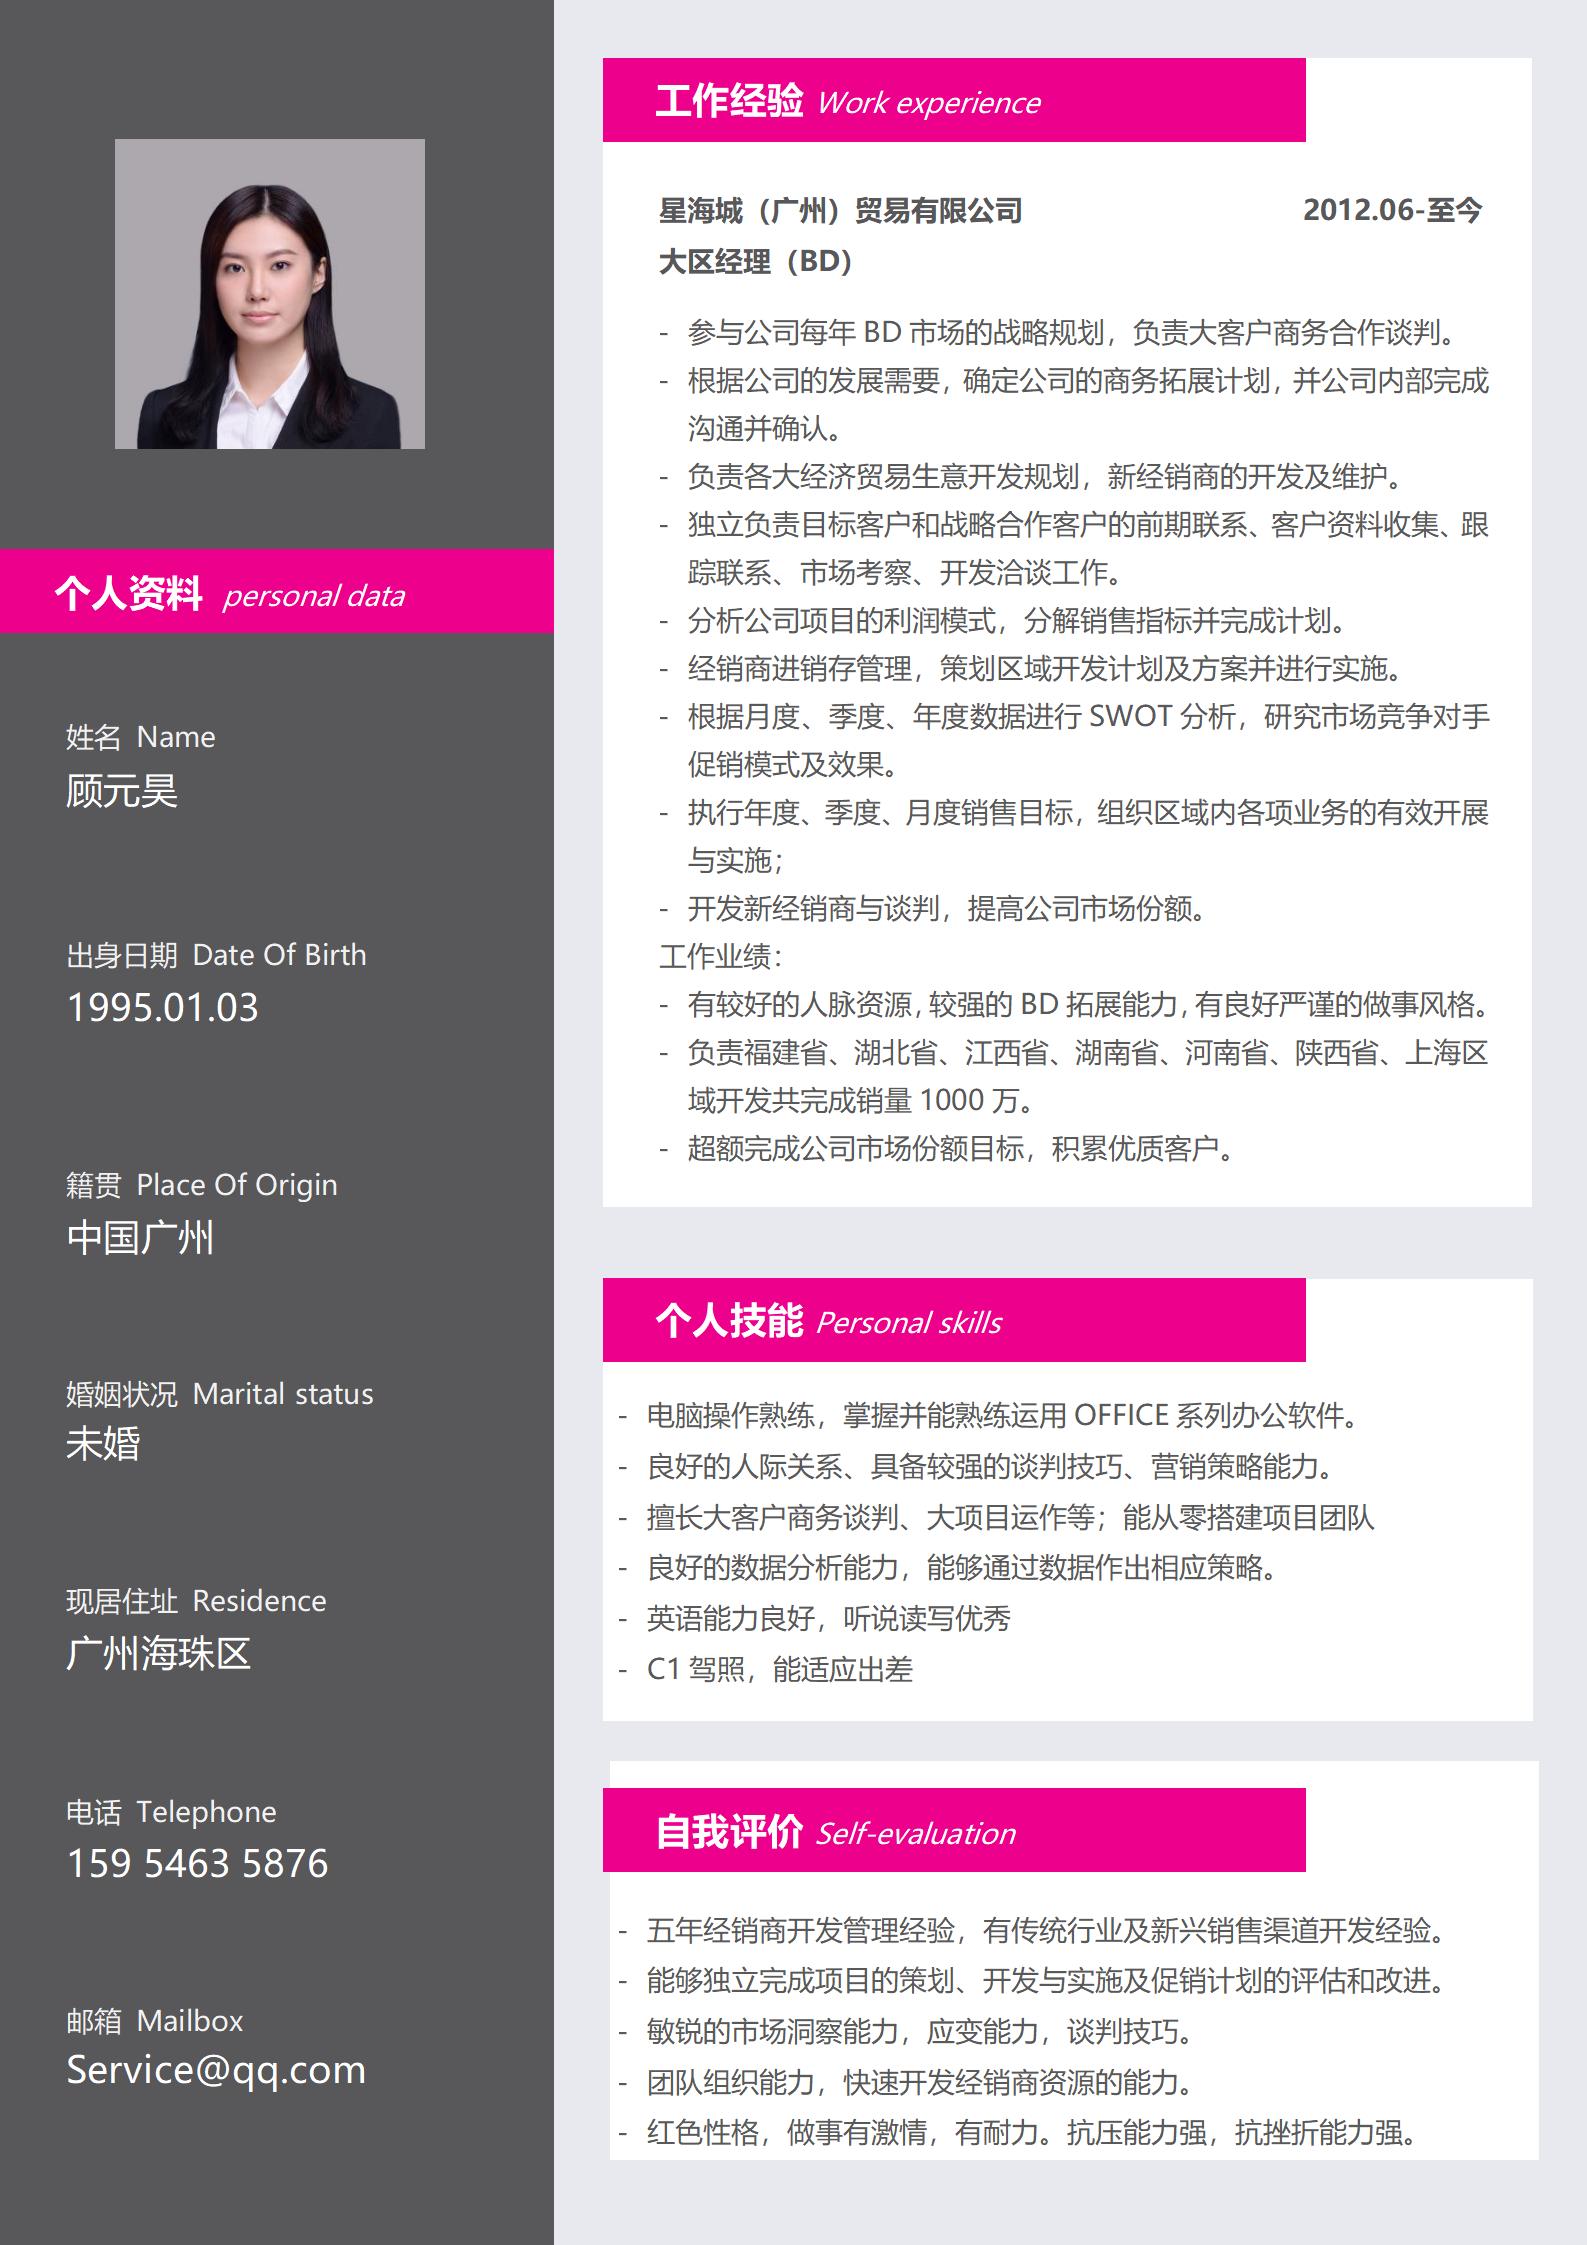 个人资料 personal data
姓名 Name
顾元昊
出身日期 Date Of Birth
1995.01.03
籍贯 Place Of Origin
中国广州
婚姻状况 Marital status
未婚
现居住址 Residence
广州海珠区
电话 Telephone
159 5463 5876
邮箱 Mailbox
Service@qq.com
工作经验 Work experience
星海城（广州）贸易有限公司 2012.06-至今
大区经理（BD）
- 参与公司每年 BD 市场的战略规划，负责大客户商务合作谈判。
- 根据公司的发展需要，确定公司的商务拓展计划，并公司内部完成
沟通并确认。
- 负责各大经济贸易生意开发规划，新经销商的开发及维护。
- 独立负责目标客户和战略合作客户的前期联系、客户资料收集、跟
踪联系、市场考察、开发洽谈工作。
- 分析公司项目的利润模式，分解销售指标并完成计划。
- 经销商进销存管理，策划区域开发计划及方案并进行实施。
- 根据月度、季度、年度数据进行 SWOT 分析，研究市场竞争对手
促销模式及效果。
- 执行年度、季度、月度销售目标，组织区域内各项业务的有效开展
与实施；
- 开发新经销商与谈判，提高公司市场份额。
工作业绩：
- 有较好的人脉资源，较强的 BD 拓展能力，有良好严谨的做事风格。
- 负责福建省、湖北省、江西省、湖南省、河南省、陕西省、上海区
域开发共完成销量 1000 万。
- 超额完成公司市场份额目标，积累优质客户。
个人技能 Personal skills
- 电脑操作熟练，掌握并能熟练运用 OFFICE 系列办公软件。
- 良好的人际关系、具备较强的谈判技巧、营销策略能力。
- 擅长大客户商务谈判、大项目运作等；能从零搭建项目团队
- 良好的数据分析能力，能够通过数据作出相应策略。
- 英语能力良好，听说读写优秀
- C1 驾照，能适应出差
自我评价 Self-evaluation
- 五年经销商开发管理经验，有传统行业及新兴销售渠道开发经验。
- 能够独立完成项目的策划、开发与实施及促销计划的评估和改进。
- 敏锐的市场洞察能力，应变能力，谈判技巧。
- 团队组织能力，快速开发经销商资源的能力。
- 红色性格，做事有激情，有耐力。抗压能力强，抗挫折能力强。